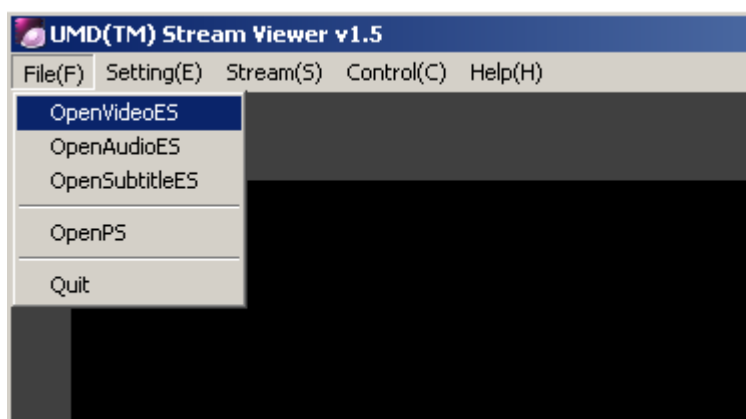 UMD(TM) Stream Viewer v1.5
File(F) Setting(E) Stream(S) Control(C) Help(H)
OpenVideoES
OpenAudioES
OpenSubtitleES
OpenPS
Quit